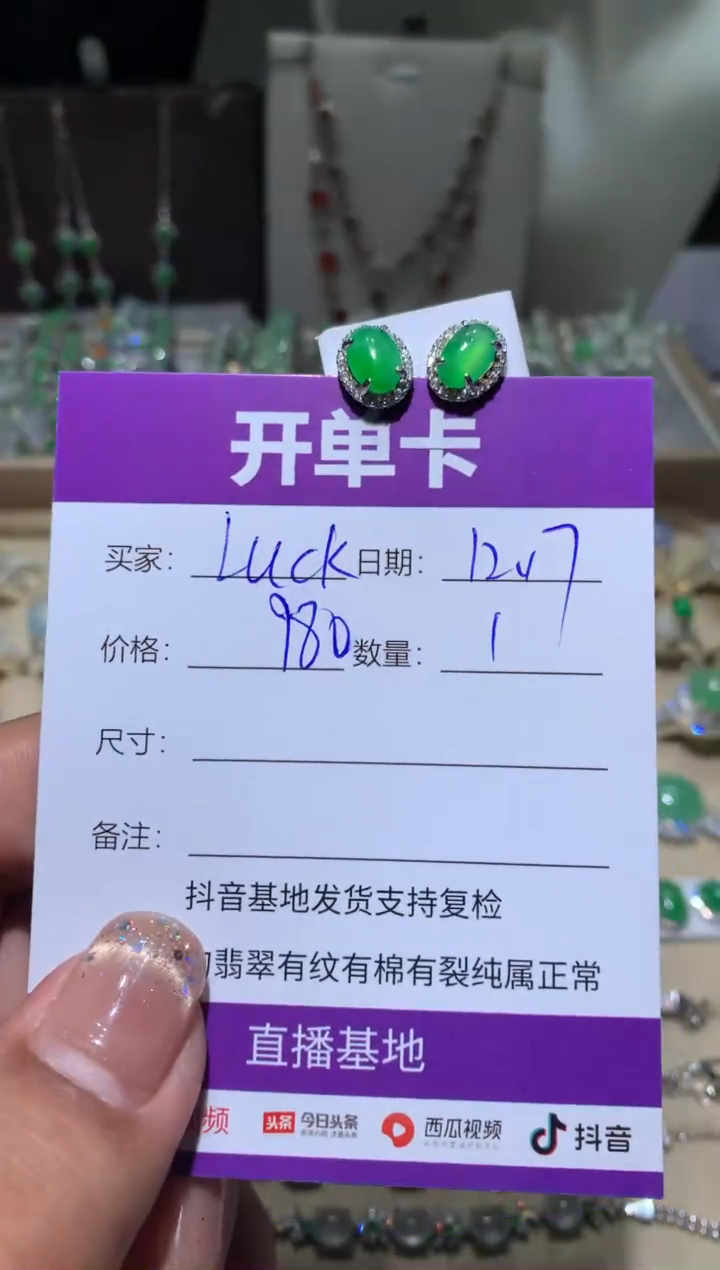 开单卡
买家: Luck 日期: 12.17
价格: 980 数量: 1
尺寸:
备注:
抖音基地发货支持复检
翡翠有纹有棉有裂纯属正常
直播基地
频 头条 今日头条 西瓜视频 抖音